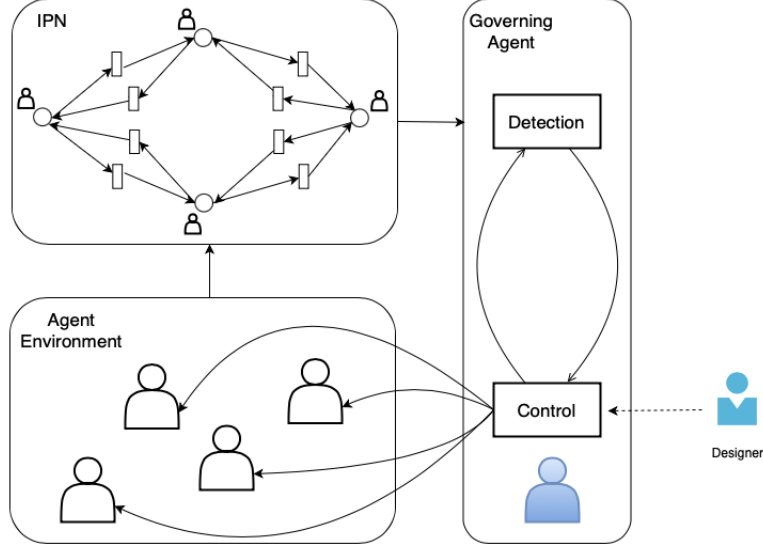 IPN
Governing
Agent
Detection
Agent
Environment
Control
Designer